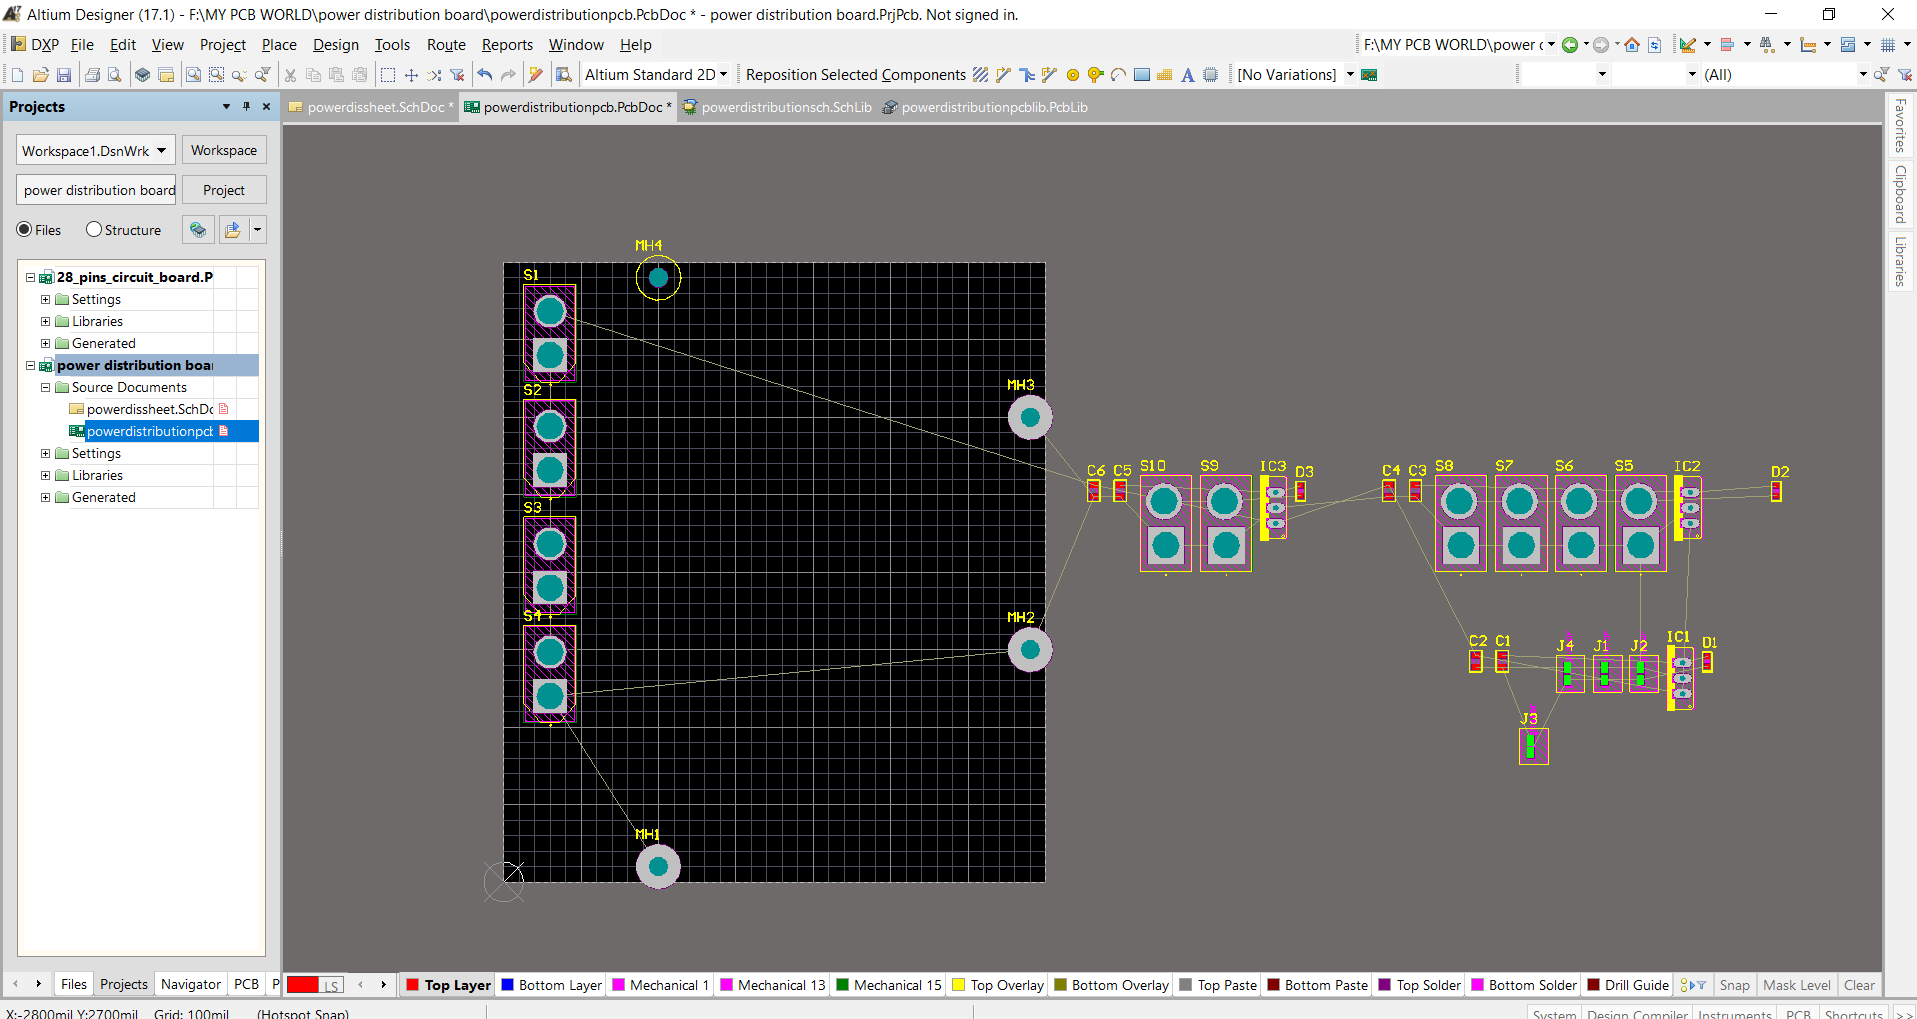 Altium Designer (17.1) - F:\MY PCB WORLD\power distribution board\powerdistributionpcb.PcbDoc * - power distribution board.PrjPcb. Not signed in.
DXP File Edit View Project Place Design Tools Route Reports Window Help
F:\MY PCB WORLD\power
Altium Standard 2D Reposition Selected Components A [No Variations] (All)
Projects
powerdissheet.SchDoc * powerdistributionpcb.PcbDoc * powerdistributionsch.SchLib powerdistributionpcblib.PcbLib
Workspace1.DsnWrk Workspace
power distribution board Project
Files Structure
28_pins_circuit_board.P
Settings
Libraries
Generated
power distribution boa
Source Documents
powerdissheet.SchDc
powerdistributionpcb
Settings
Libraries
Generated
Favorites
Clipboard
Libraries
MH4
S1
S2
MH3
C6 C5 S10 S9 IC3 D3 C4 C3 S8 S7 S6 S5 IC2 D2
S3
S4
MH2
C2 C1 J4 J1 J2 IC1 D1
J3
MH1
Files Projects Navigator PCB P
LS Top Layer Bottom Layer Mechanical 1 Mechanical 13 Mechanical 15 Top Overlay Bottom Overlay Top Paste Bottom Paste Top Solder Bottom Solder Drill Guide Snap Mask Level Clear
X:-2800mil Y:2700mil Grid: 100mil (Hotspot Snap)
System Design Compiler Instruments PCB Shortcuts >>